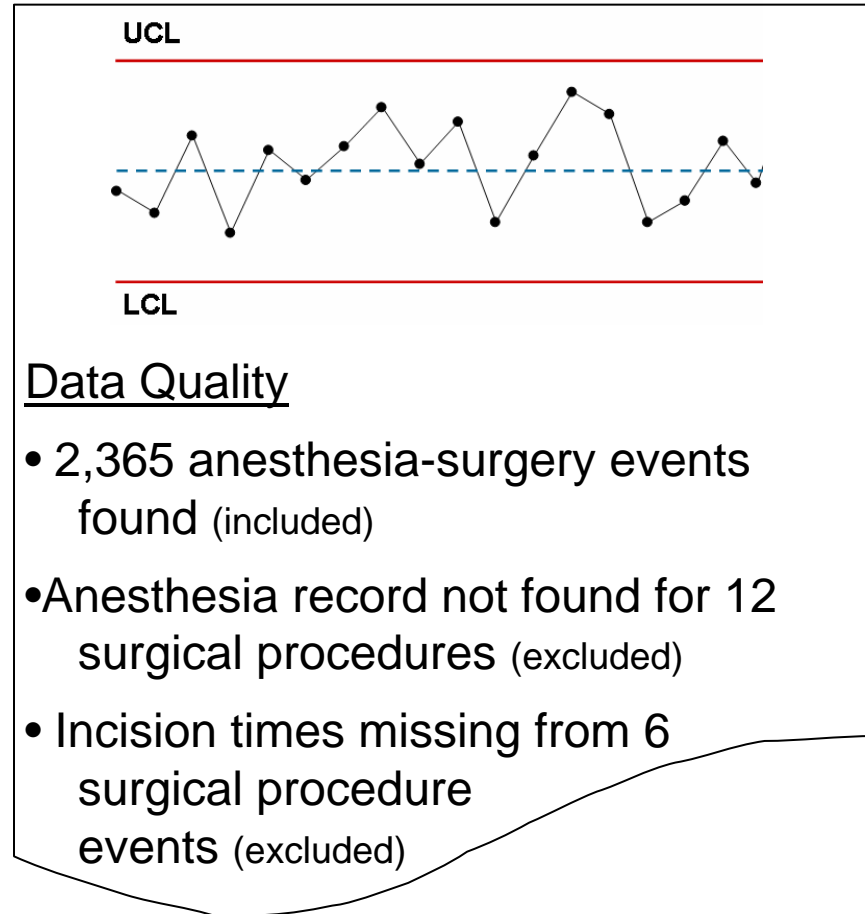 UCL
LCL
Data Quality
• 2,365 anesthesia-surgery events
found (included)
•Anesthesia record not found for 12
surgical procedures (excluded)
• Incision times missing from 6
surgical procedure
events (excluded)